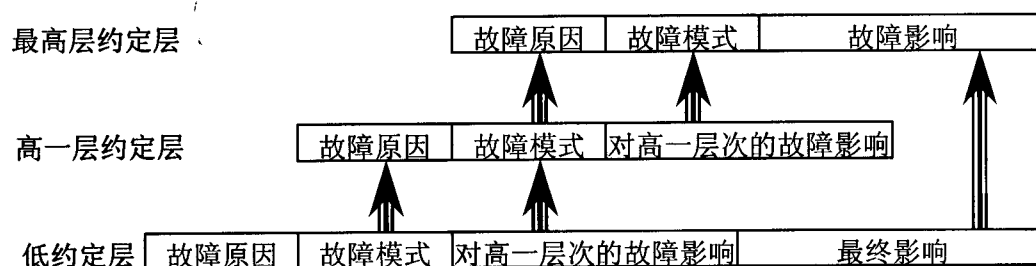 最高层约定层 故障原因 故障模式 故障影响
高一层约定层 故障原因 故障模式 对高一层次的故障影响
低约定层 故障原因 故障模式 对高一层次的故障影响 最终影响